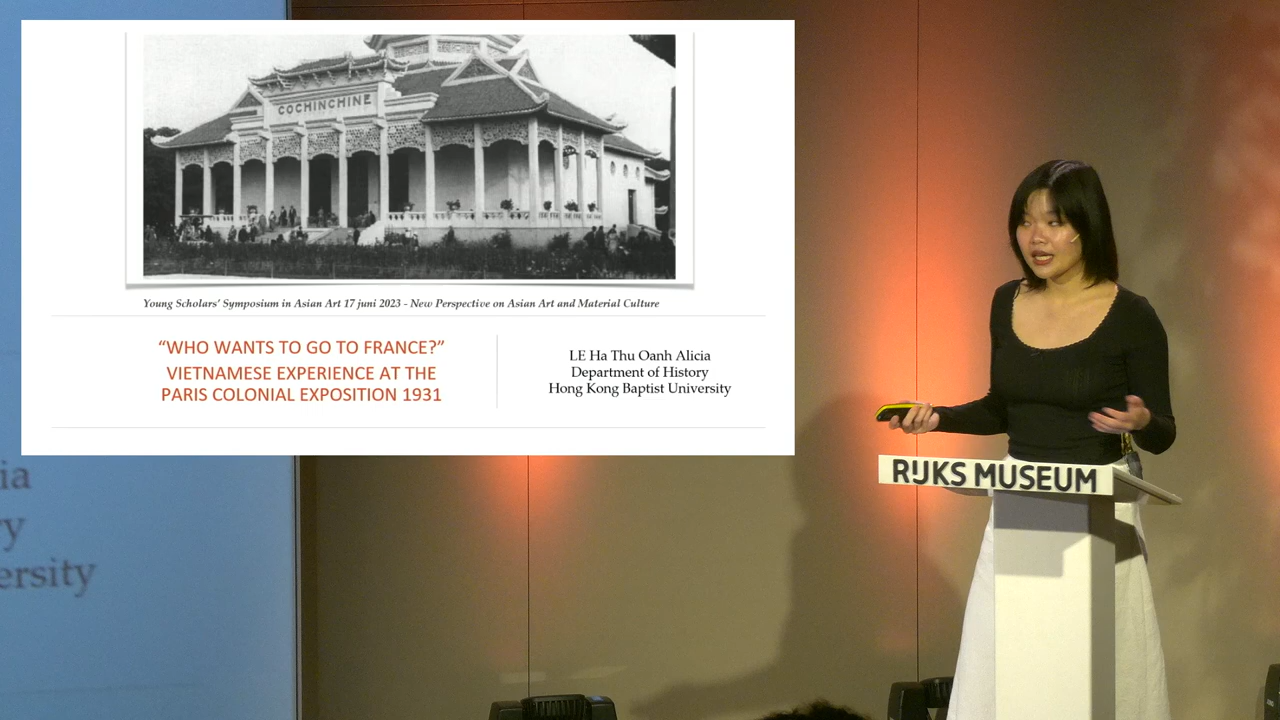 COCHINCHINE
Young Scholars' Symposium in Asian Art 17 juni 2023 - New Perspective on Asian Art and Material Culture
“WHO WANTS TO GO TO FRANCE?”
VIETNAMESE EXPERIENCE AT THE
PARIS COLONIAL EXPOSITION 1931
LE Ha Thu Oanh Alicia
Department of History
Hong Kong Baptist University
RIJKS MUSEUM
ia
ry
ersity